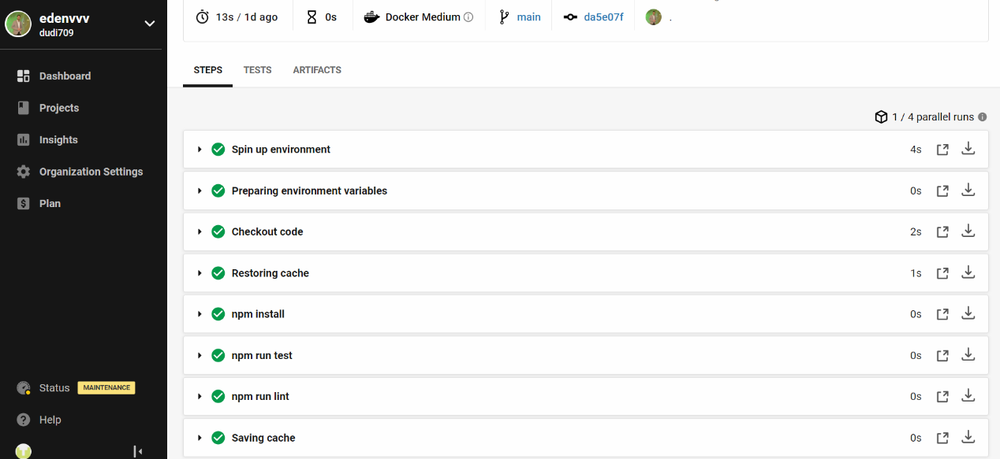 edenvvv
dudi709
Dashboard
Projects
Insights
Organization Settings
Plan
Status MAINTENANCE
Help
13s / 1d ago 0s Docker Medium main da5e07f .
STEPS TESTS ARTIFACTS
1 / 4 parallel runs
Spin up environment 4s
Preparing environment variables 0s
Checkout code 2s
Restoring cache 1s
npm install 0s
npm run test 0s
npm run lint 0s
Saving cache 0s